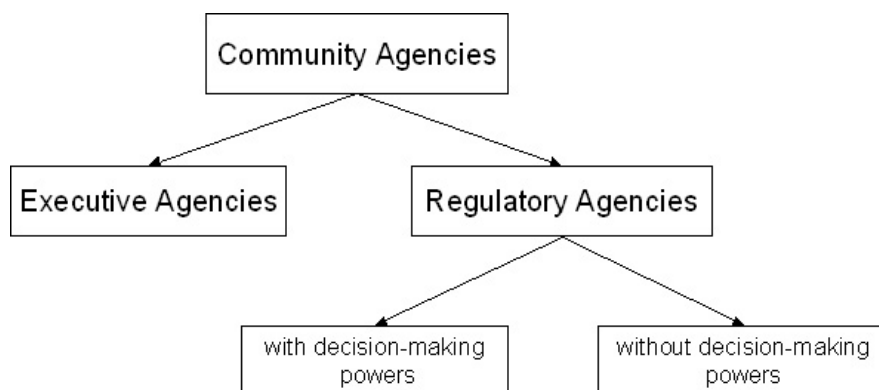 Community Agencies
Executive Agencies
Regulatory Agencies
with decision-making
powers
without decision-making
powers